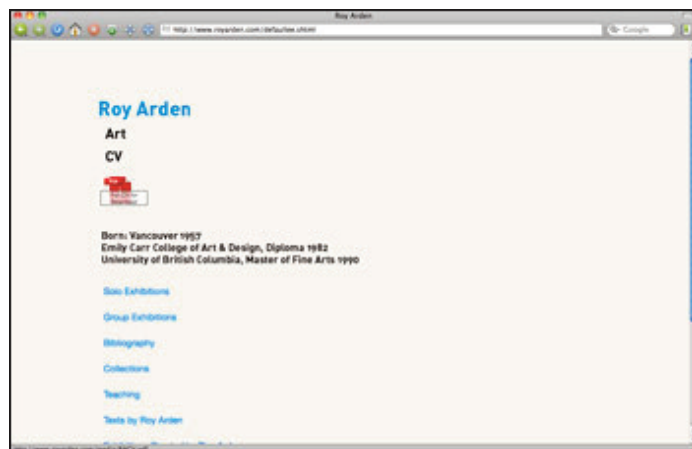 Roy Arden
Google
Roy Arden
Art
CV
Born: Vancouver 1957
Emily Carr College of Art & Design, Diploma 1982
University of British Columbia, Master of Fine Arts 1990
Solo Exhibitions
Group Exhibitions
Bibliography
Collections
Teaching
Texts by Roy Arden